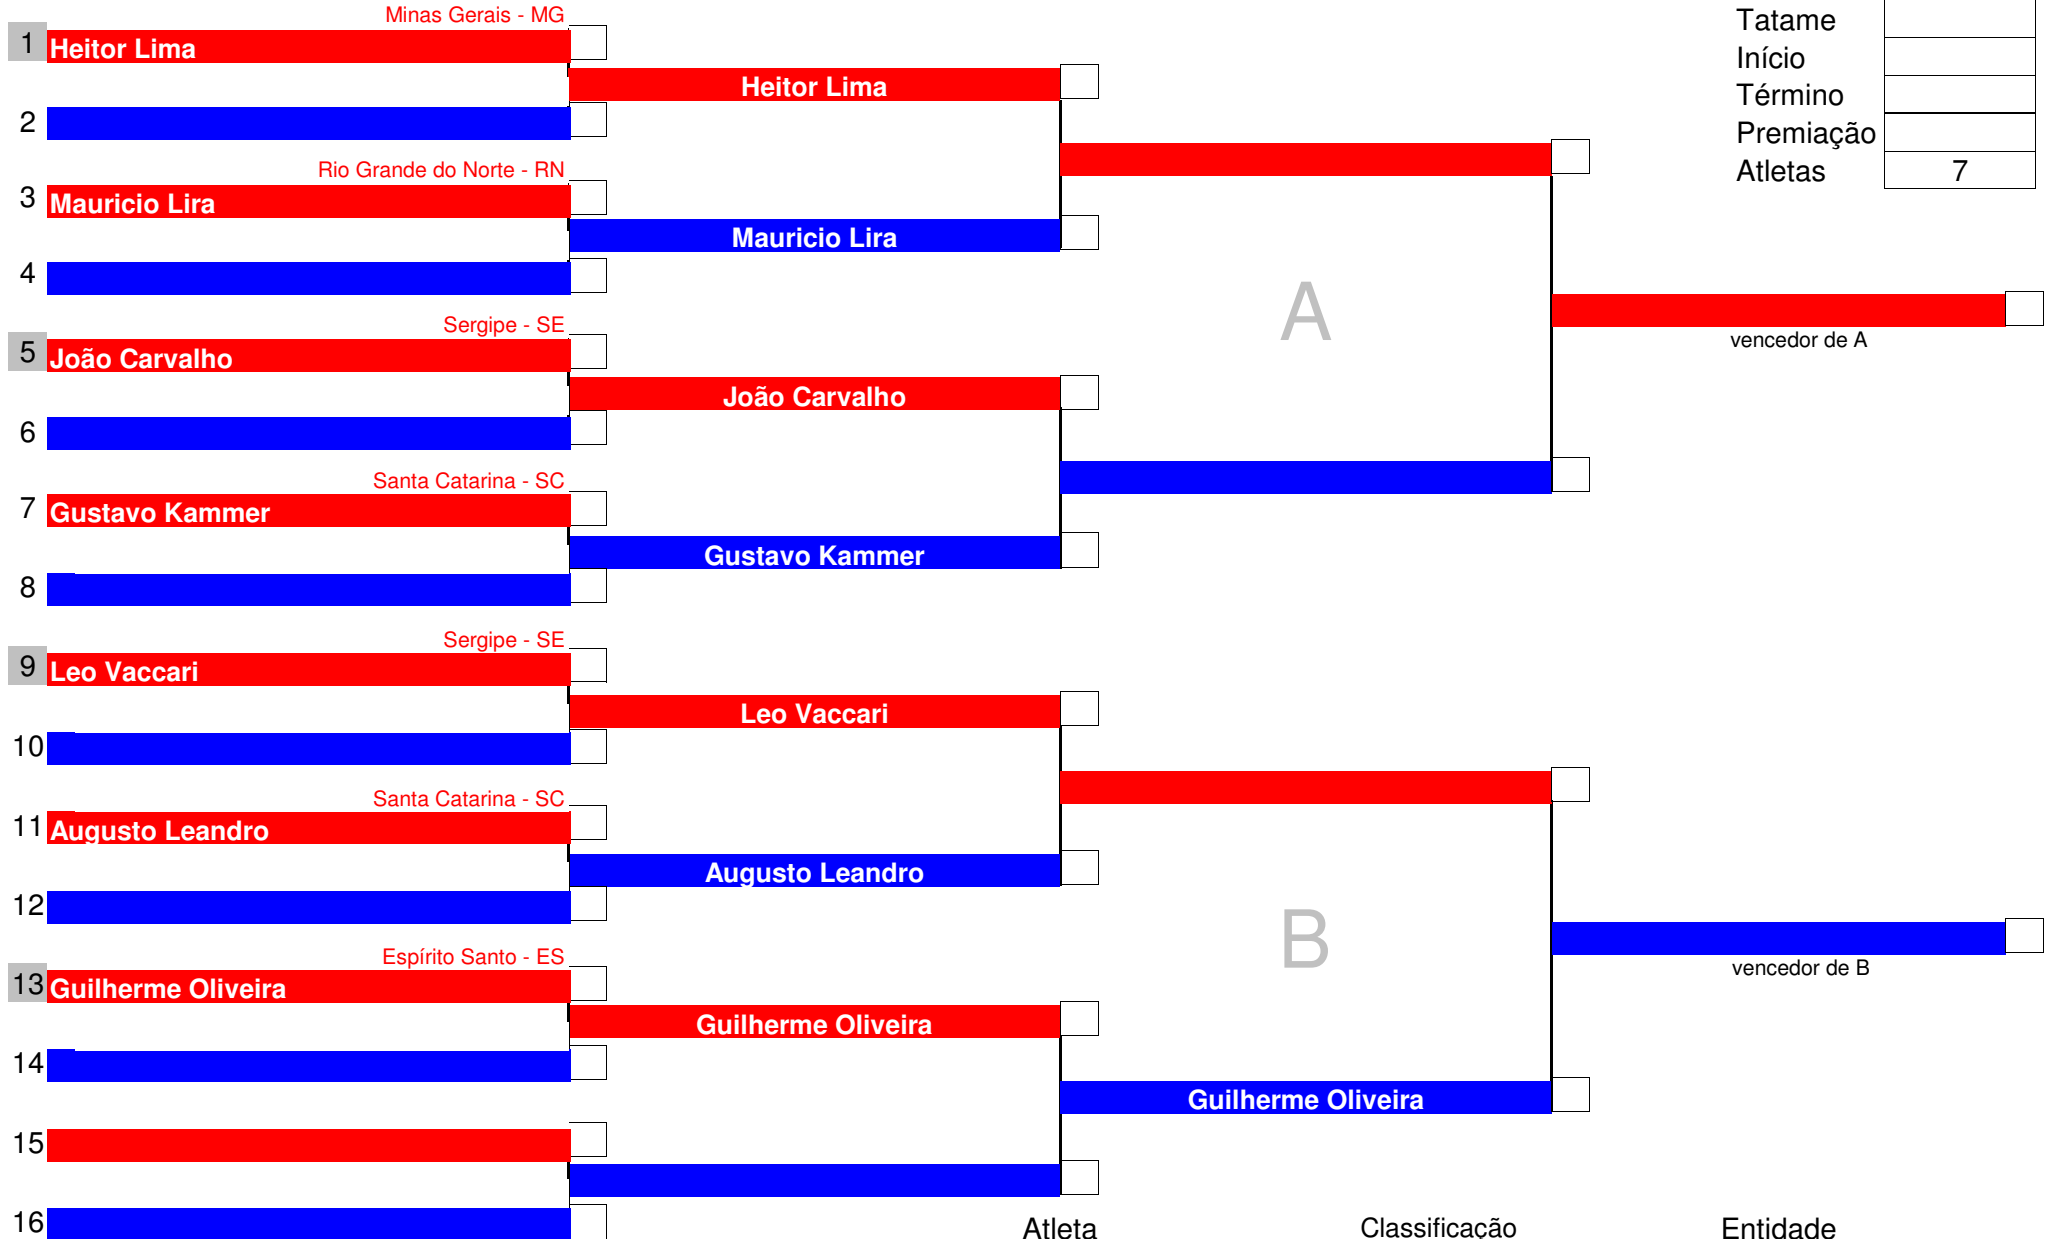 Minas Gerais - MG
1 Heitor Lima
Heitor Lima
2
Rio Grande do Norte - RN
3 Mauricio Lira
Mauricio Lira
4
Sergipe - SE
5 João Carvalho
João Carvalho
6
Santa Catarina - SC
7 Gustavo Kammer
Gustavo Kammer
8
Sergipe - SE
9 Leo Vaccari
Leo Vaccari
10
Santa Catarina - SC
11 Augusto Leandro
Augusto Leandro
12
Espírito Santo - ES
13 Guilherme Oliveira
Guilherme Oliveira
14
Guilherme Oliveira
15
16
A
B
vencedor de A
vencedor de B
Tatame
Início
Término
Premiação
Atletas 7
Atleta Classificação Entidade